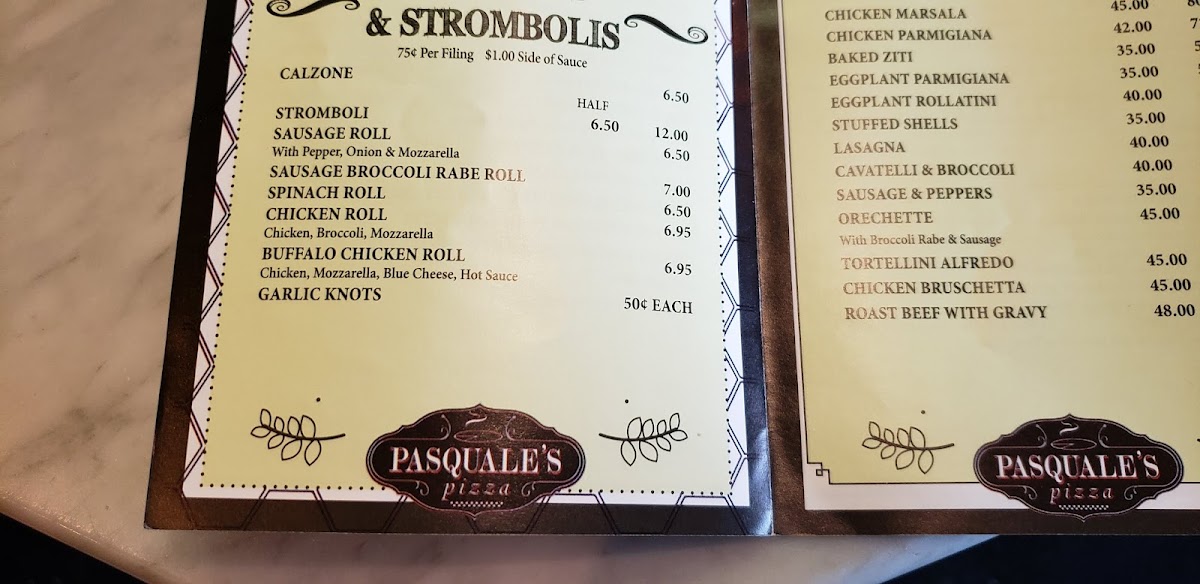 & STROMBOLIS
75¢ Per Filing $1.00 Side of Sauce
CALZONE 6.50
HALF
STROMBOLI 6.50 12.00
SAUSAGE ROLL 6.50
With Pepper, Onion & Mozzarella
SAUSAGE BROCCOLI RABE ROLL 7.00
SPINACH ROLL 6.50
CHICKEN ROLL 6.95
Chicken, Broccoli, Mozzarella
BUFFALO CHICKEN ROLL 6.95
Chicken, Mozzarella, Blue Cheese, Hot Sauce
GARLIC KNOTS 50¢ EACH
PASQUALE'S
pizza
CHICKEN MARSALA 45.00
CHICKEN PARMIGIANA 42.00
BAKED ZITI 35.00
EGGPLANT PARMIGIANA 35.00
EGGPLANT ROLLATINI 40.00
STUFFED SHELLS 35.00
LASAGNA 40.00
CAVATELLI & BROCCOLI 40.00
SAUSAGE & PEPPERS 35.00
ORECHETTE 45.00
With Broccoli Rabe & Sausage
TORTELLINI ALFREDO 45.00
CHICKEN BRUSCHETTA 45.00
ROAST BEEF WITH GRAVY 48.00
PASQUALE'S
pizza